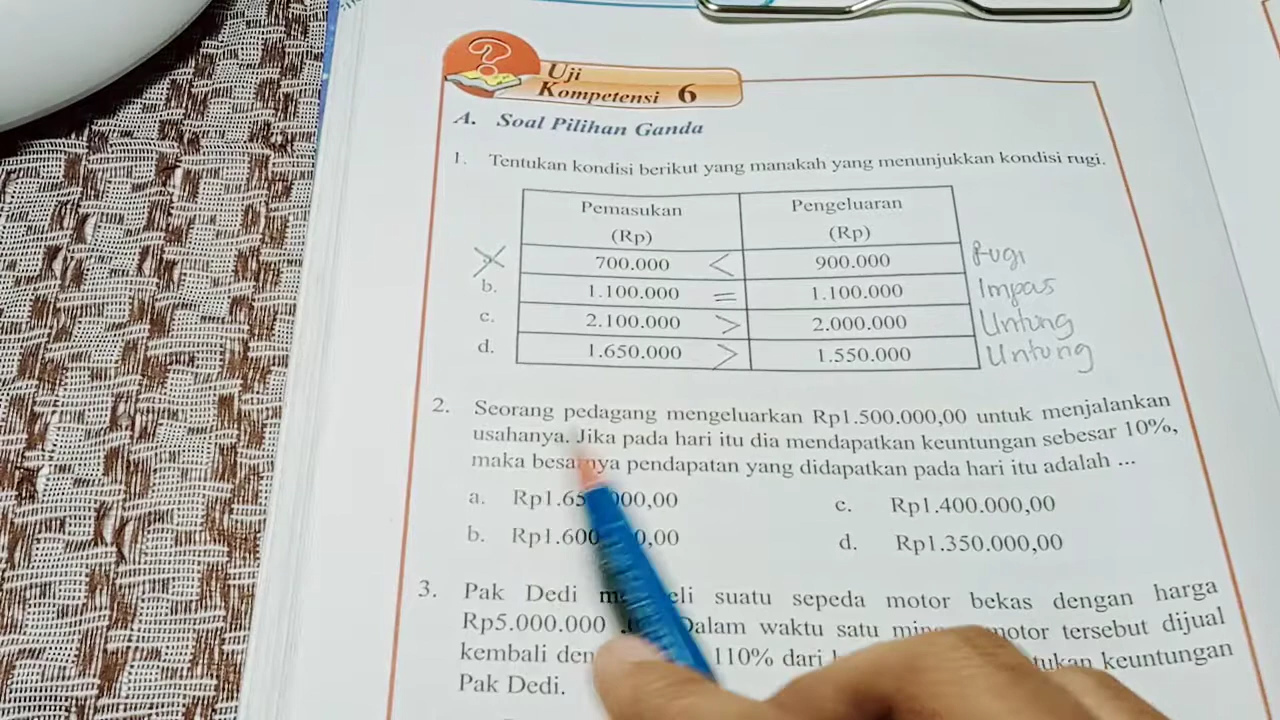 Uji
Kompetensi 6
A. Soal Pilihan Ganda
1. Tentukan kondisi berikut yang manakah yang menunjukkan kondisi rugi.
Pemasukan Pengeluaran
(Rp) (Rp)
700.000 < 900.000 Rugi
b. 1.100.000 = 1.100.000 Impas
c. 2.100.000 > 2.000.000 Untung
d. 1.650.000 > 1.550.000 Untung
2. Seorang pedagang mengeluarkan Rp1.500.000,00 untuk menjalankan
usahanya. Jika pada hari itu dia mendapatkan keuntungan sebesar 10%,
maka besarnya pendapatan yang didapatkan pada hari itu adalah ...
a. Rp1.65 000,00 c. Rp1.400.000,00
b. Rp1.600 0,00 d. Rp1.350.000,00
3. Pak Dedi suatu sepeda motor bekas dengan harga
Rp5.000.000 Dalam waktu satu motor tersebut dijual
kembali 110% dari keuntungan
Pak Dedi.